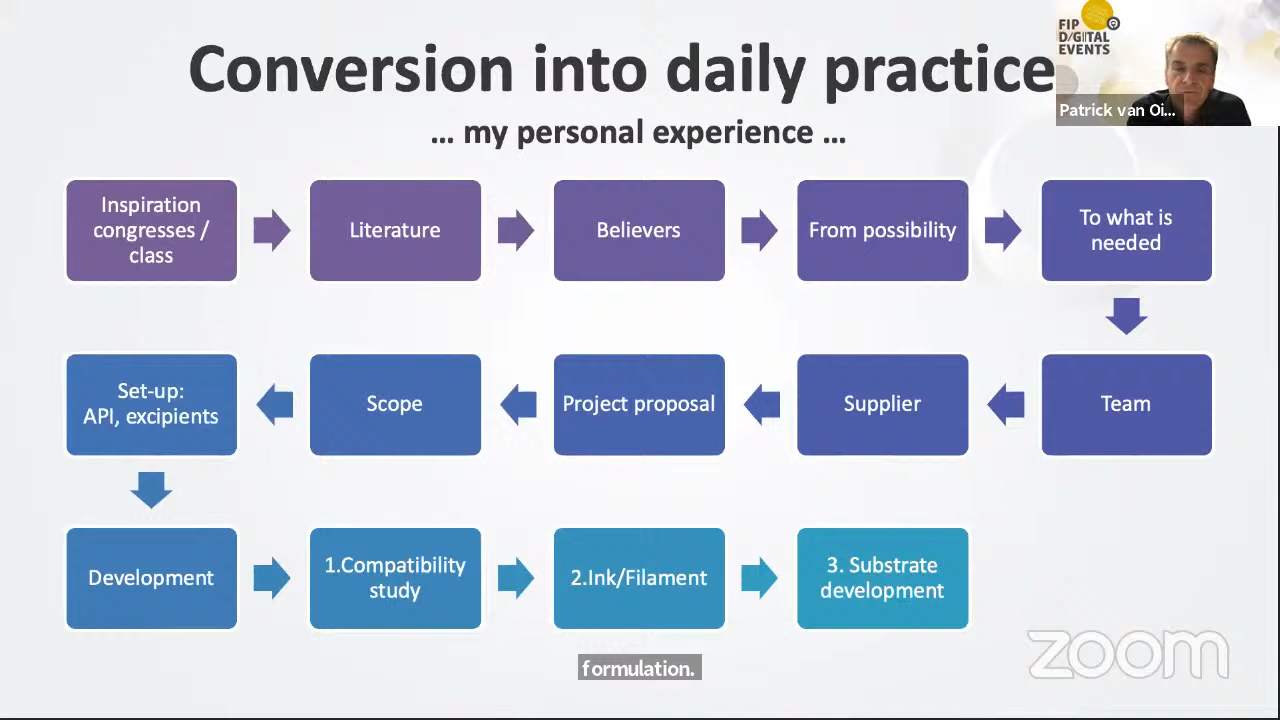 Conversion into daily practice
... my personal experience ...
FIP
D/GITAL
EVENTS
Patrick van Oi...
Inspiration
congresses /
class
Literature
Believers
From possibility
To what is
needed
Set-up:
API, excipients
Scope
Project proposal
Supplier
Team
Development
1.Compatibility
study
2.Ink/Filament
3. Substrate
development
formulation.
zoom